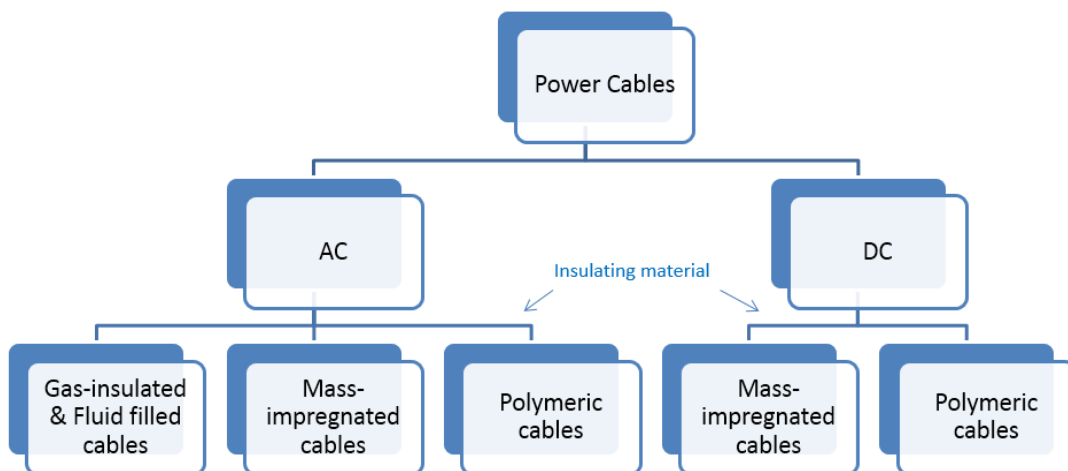 Power Cables
AC
DC
Insulating material
Gas-insulated
& Fluid filled
cables
Mass-
impregnated
cables
Polymeric
cables
Mass-
impregnated
cables
Polymeric
cables